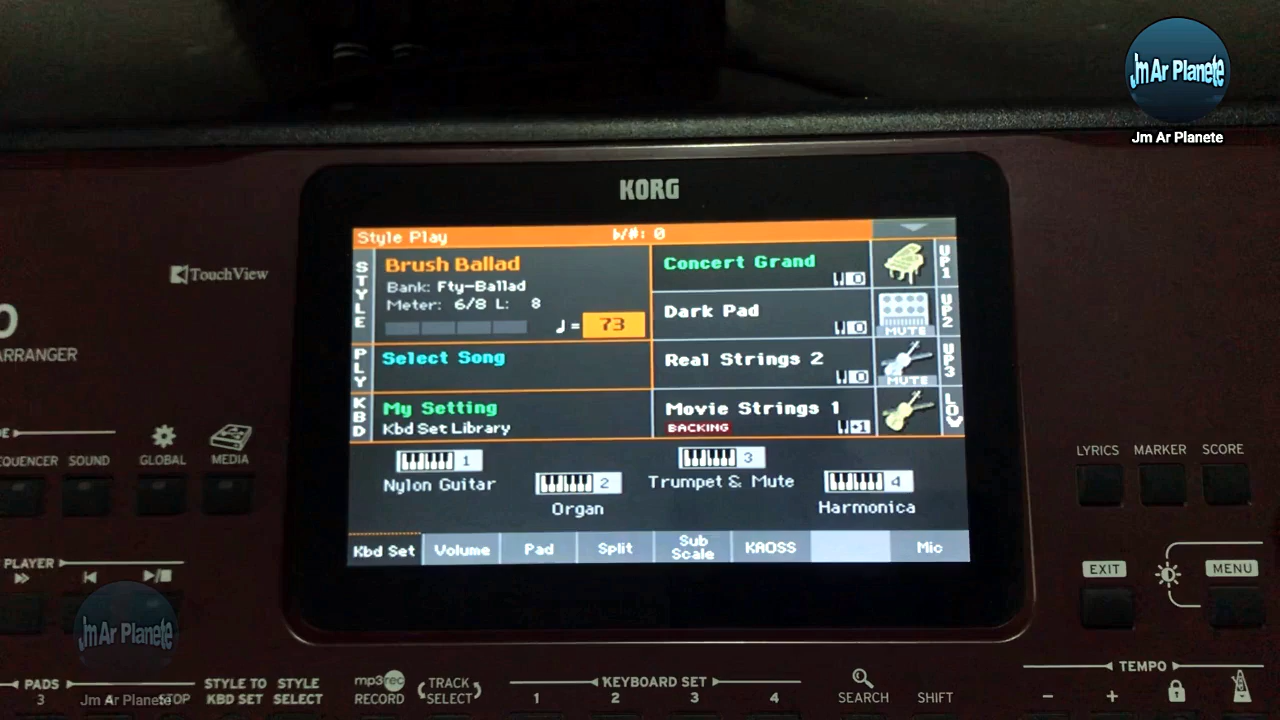 Jm Ar Planete
Jm Ar Planete
KORG
TouchView
0
ARRANGER
Style Play
♭/#: 0
STYLE
Brush Ballad
Bank: Fty-Ballad
Meter: 6/8 L: 8
♩ = 73
Concert Grand
UP1
Dark Pad
MUTE
UP2
PLY
Select Song
Real Strings 2
MUTE
UP3
KBD
My Setting
Kbd Set Library
Movie Strings 1
BACKING
+1
LOW
1
Nylon Guitar
2
Organ
3
Trumpet & Mute
4
Harmonica
Kbd Set
Volume
Pad
Split
Sub Scale
KAOSS
Mic
SOUND
GLOBAL
MEDIA
LYRICS
MARKER
SCORE
PLAYER
EXIT
MENU
Jm Ar Planete
Jm Ar Planete
PADS
3
STOP
STYLE TO
KBD SET
STYLE
SELECT
mp3rec
RECORD
TRACK
SELECT
KEYBOARD SET
1
2
3
4
SEARCH
SHIFT
TEMPO
-
+